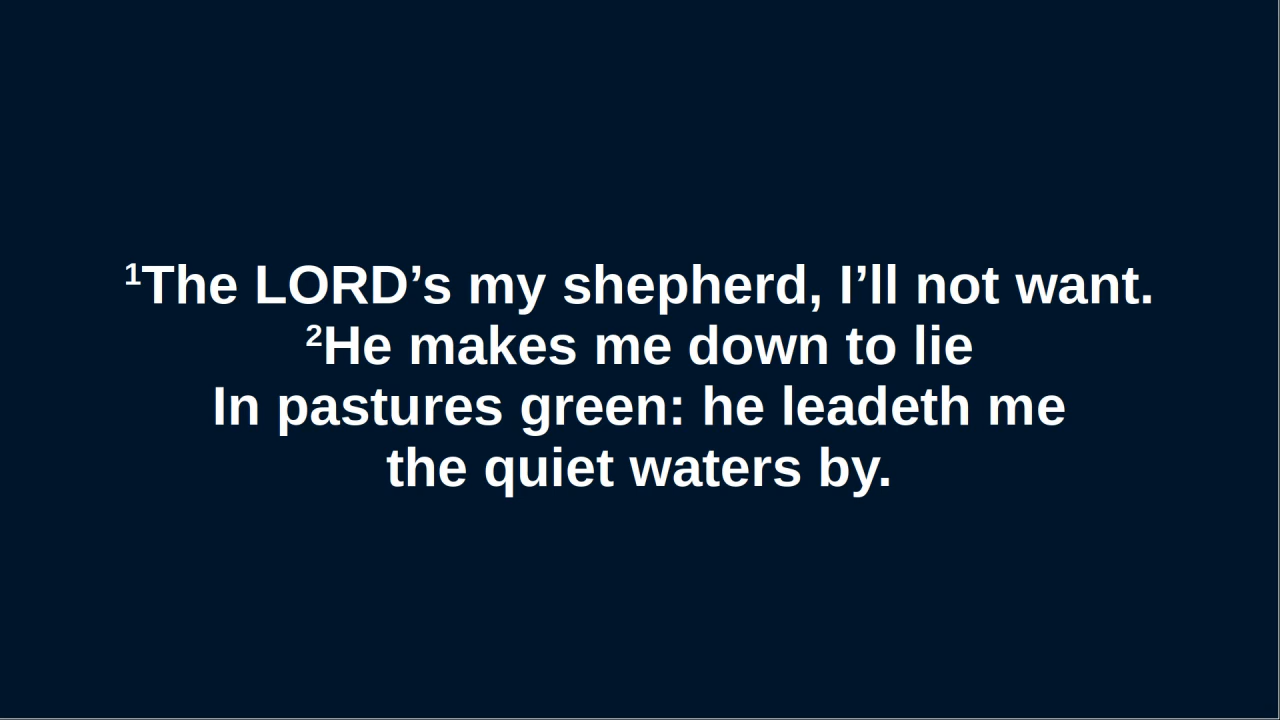 ¹The LORD’s my shepherd, I’ll not want.
²He makes me down to lie
In pastures green: he leadeth me
the quiet waters by.